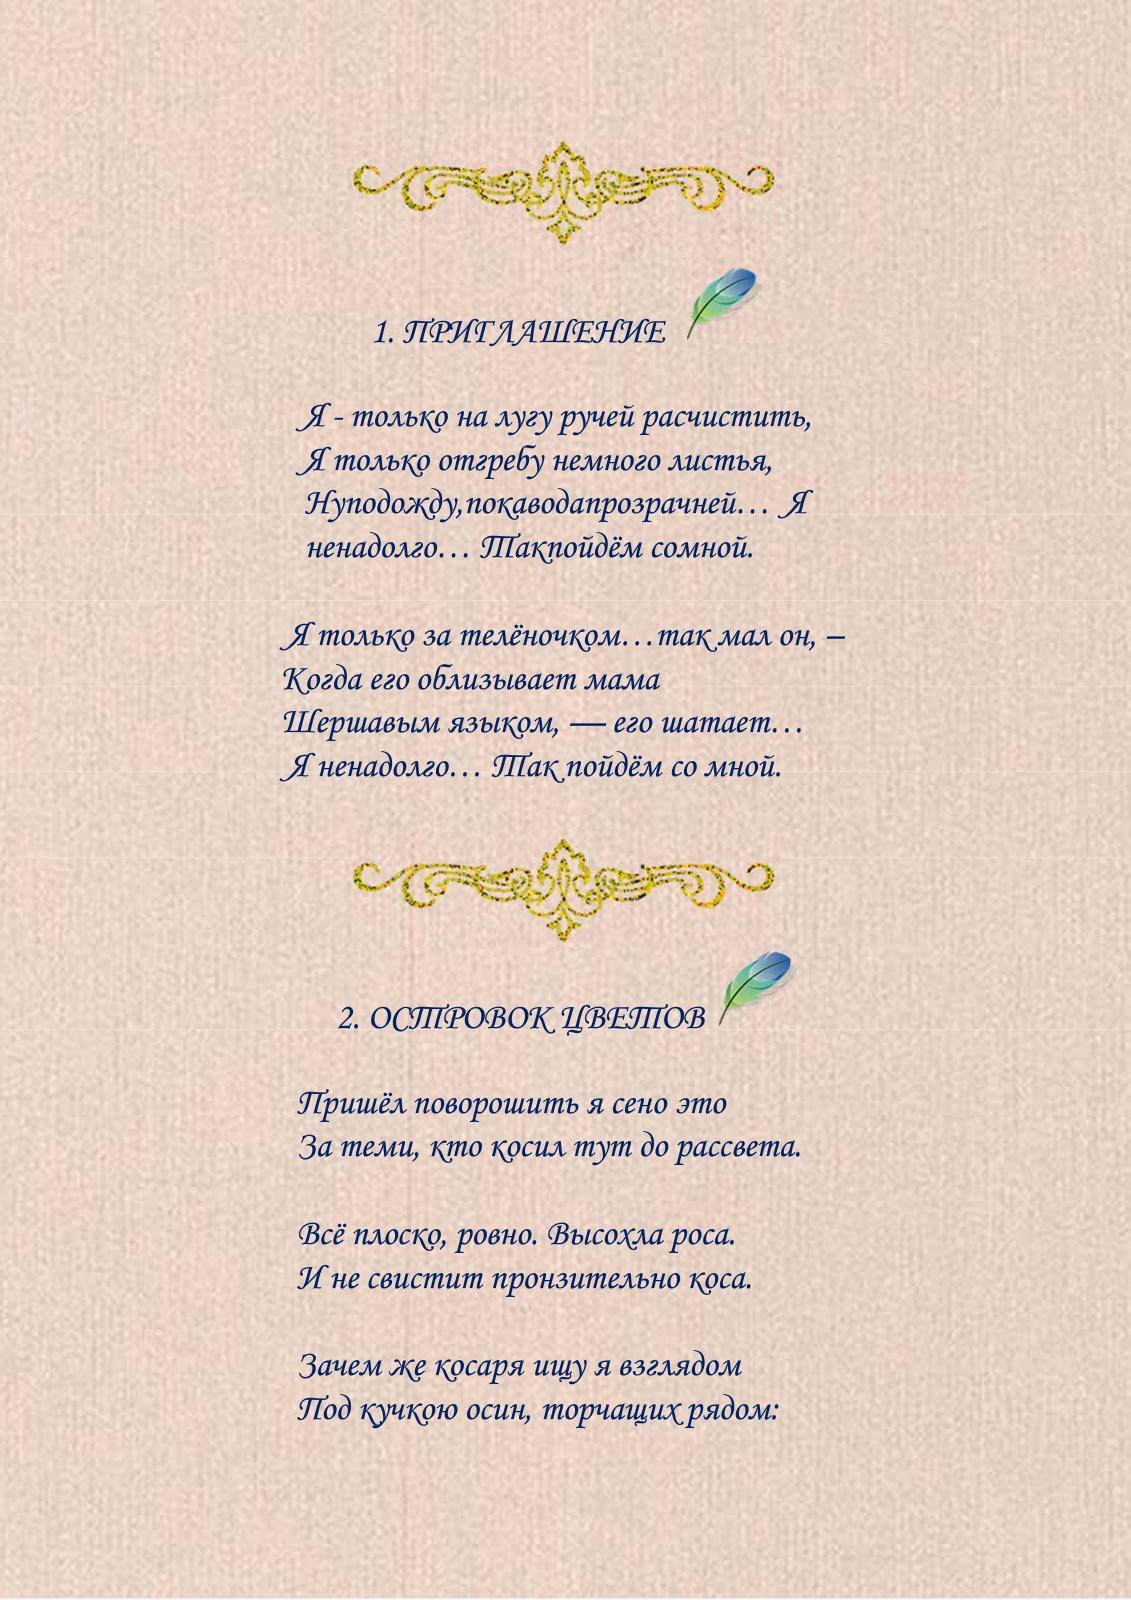 1. ПРИГЛАШЕНИЕ
Я - только на лугу ручей расчистить,
Я только отгребу немного листья,
Нуподожду,покаводапрозрачней… Я
ненадолго… Такпойдём сомной.
Я только за телёночком…так мал он, –
Когда его облизывает мама
Шершавым языком, — его шатает…
Я ненадолго… Так пойдём со мной.
2. ОСТРОВОК ЦВЕТОВ
Пришёл поворошить я сено это
За теми, кто косил тут до рассвета.
Всё плоско, ровно. Высохла роса.
И не свистит пронзительно коса.
Зачем же косаря ищу я взглядом
Под кучкою осин, торчащих рядом: